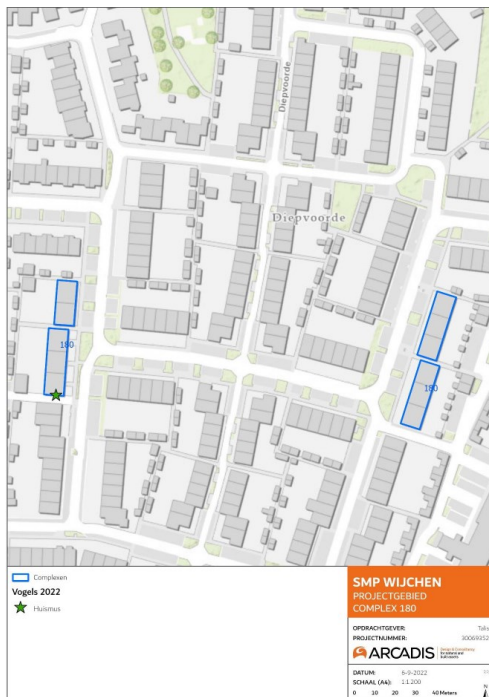 Diepvoorde
Diepvoorde
180
180
Complexen
Vogels 2022
Huismus
SMP WIJCHEN
PROJECTGEBIED
COMPLEX 180
OPDRACHTGEVER:
PROJECTNUMMER: 30069352
ARCADIS
DATUM: 6-9-2022
SCHAAL (A4): 1:1.200
0 10 20 30 40 Meters
N